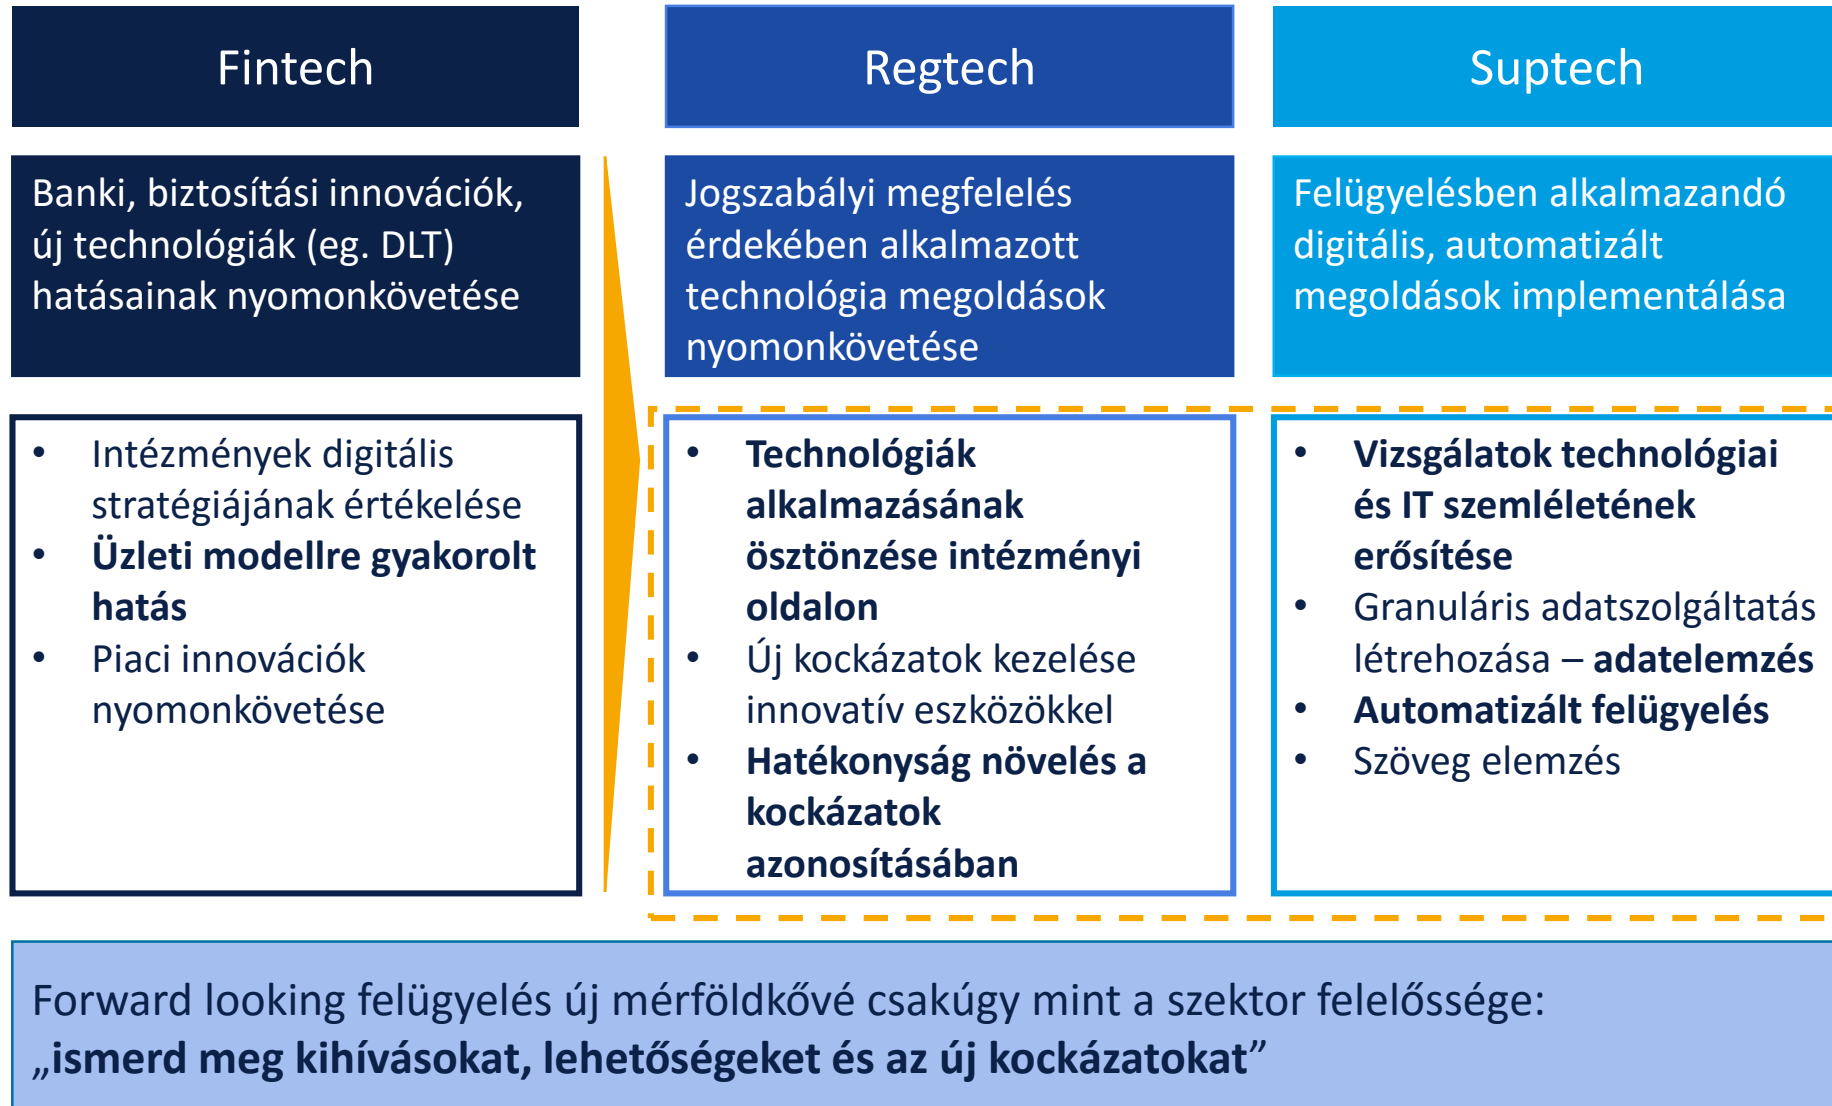 Fintech
Banki, biztosítási innovációk,
új technológiák (eg. DLT)
hatásainak nyomonkövetése
• Intézmények digitális
stratégiájának értékelése
• Üzleti modellre gyakorolt
hatás
• Piaci innovációk
nyomonkövetése
Regtech
Jogszabályi megfelelés
érdekében alkalmazott
technológia megoldások
nyomonkövetése
• Technológiák
alkalmazásának
ösztönzése intézményi
oldalon
• Új kockázatok kezelése
innovatív eszközökkel
• Hatékonyság növelés a
kockázatok
azonosításában
Suptech
Felügyelésben alkalmazandó
digitális, automatizált
megoldások implementálása
• Vizsgálatok technológiai
és IT szemléletének
erősítése
• Granuláris adatszolgáltatás
létrehozása – adatelemzés
• Automatizált felügyelés
• Szöveg elemzés
Forward looking felügyelés új mérföldkővé csakúgy mint a szektor felelőssége:
„ismerd meg kihívásokat, lehetőségeket és az új kockázatokat”